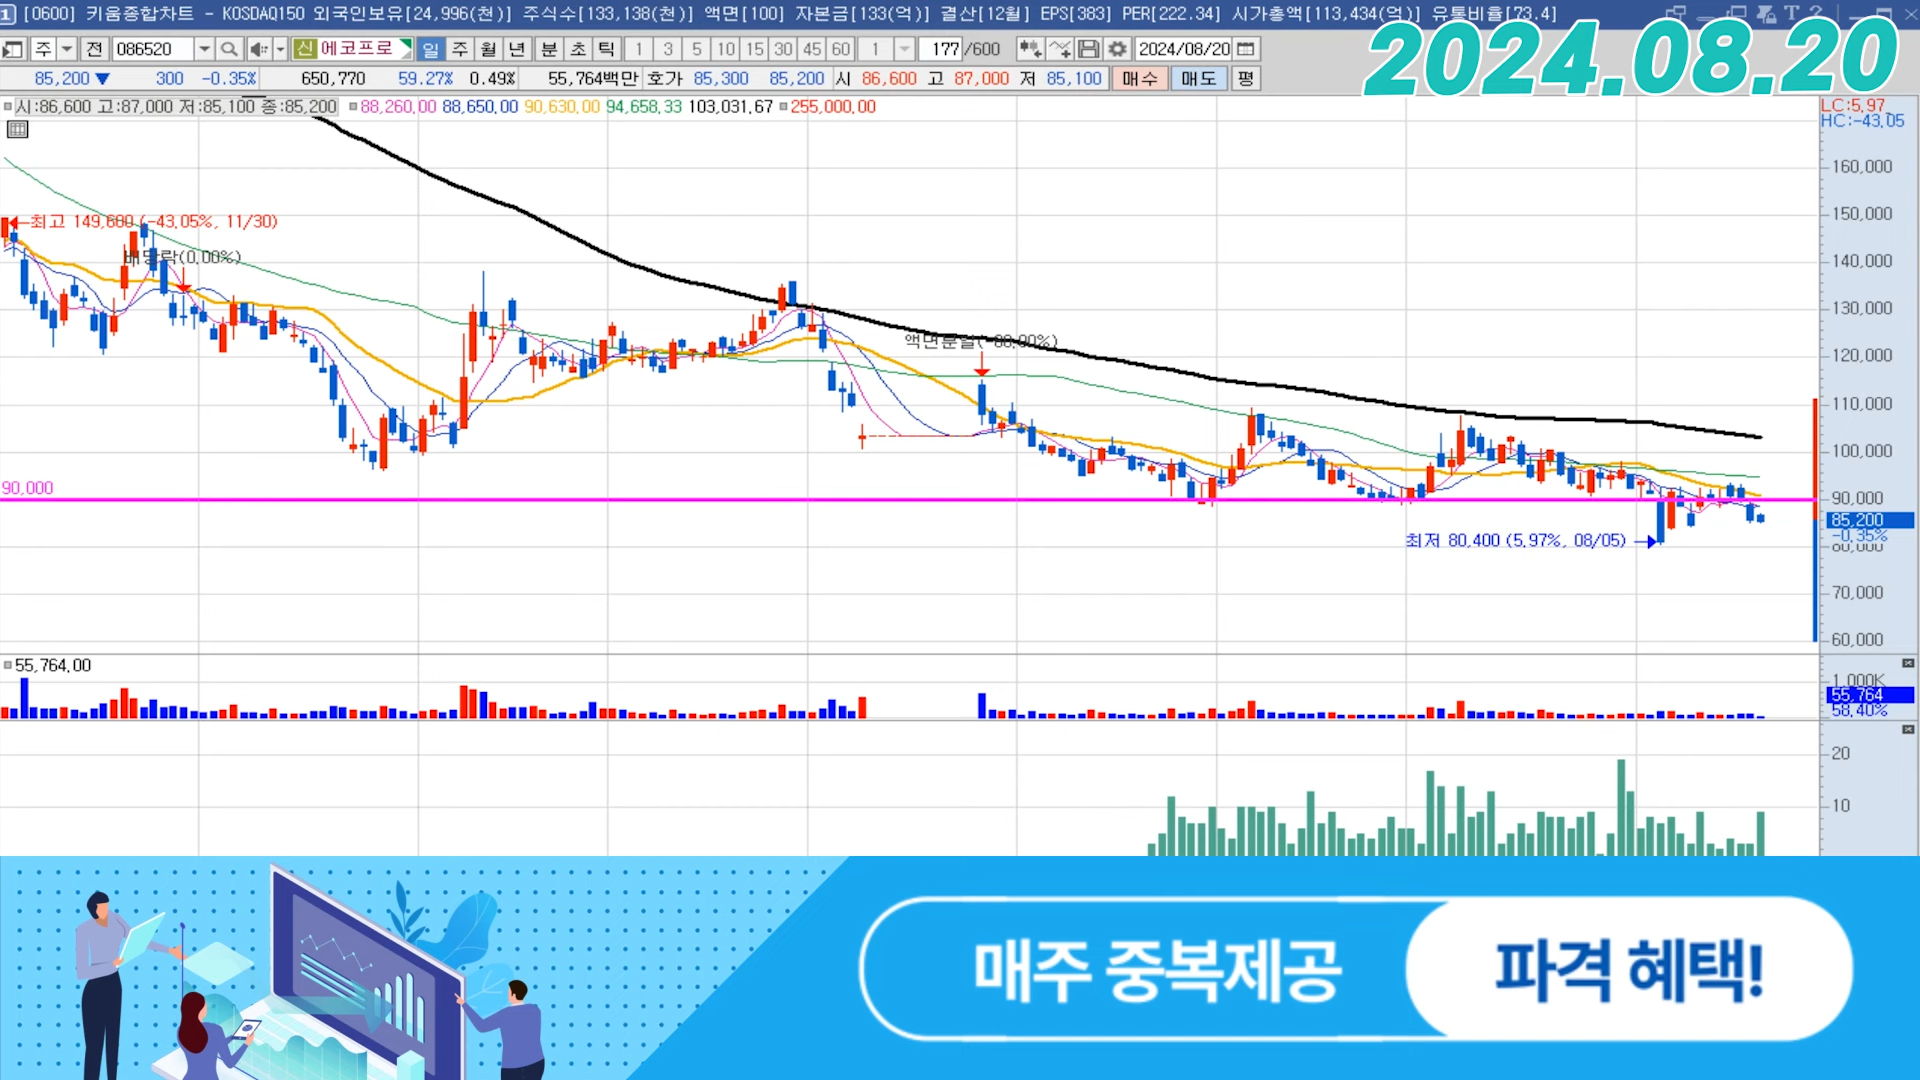 1 [0600] 키움종합차트 - KOSDAQ150 외국인보유[24,996(천)] 주식수[133,138(천)] 액면[100] 자본금[133(억)] 결산[12월] EPS[383] PER[222.34] 시가총액[113,434(억)] 유통비율[73.4]
2024.08.20
주 전 086520 신 에코프로 일 주 월 년 분 초 틱 1 3 5 10 15 30 45 60 1 177 /600 2024/08/20
85,200 ▼ 300 -0.35% 650,770 59.27% 0.49% 55,764백만 호가 85,300 85,200 시 86,600 고 87,000 저 85,100 매수 매도 평
시:86,600 고:87,000 저:85,100 종:85,200 88,260.00 88,650.00 90,630.00 94,658.33 103,031.67 255,000.00
LC:5.97
HC:-43.05
160,000
150,000
최고 149,600 (-43.05%, 11/30)
배당락(0.00%)
140,000
130,000
액면분할(-80.00%)
120,000
110,000
100,000
90,000
90,000
85,200
-0.35%
최저 80,400 (5.97%, 08/05)
80,000
70,000
60,000
55,764.00
1,000K
55,764
58.40%
20
10
매주 중복제공
파격 혜택!